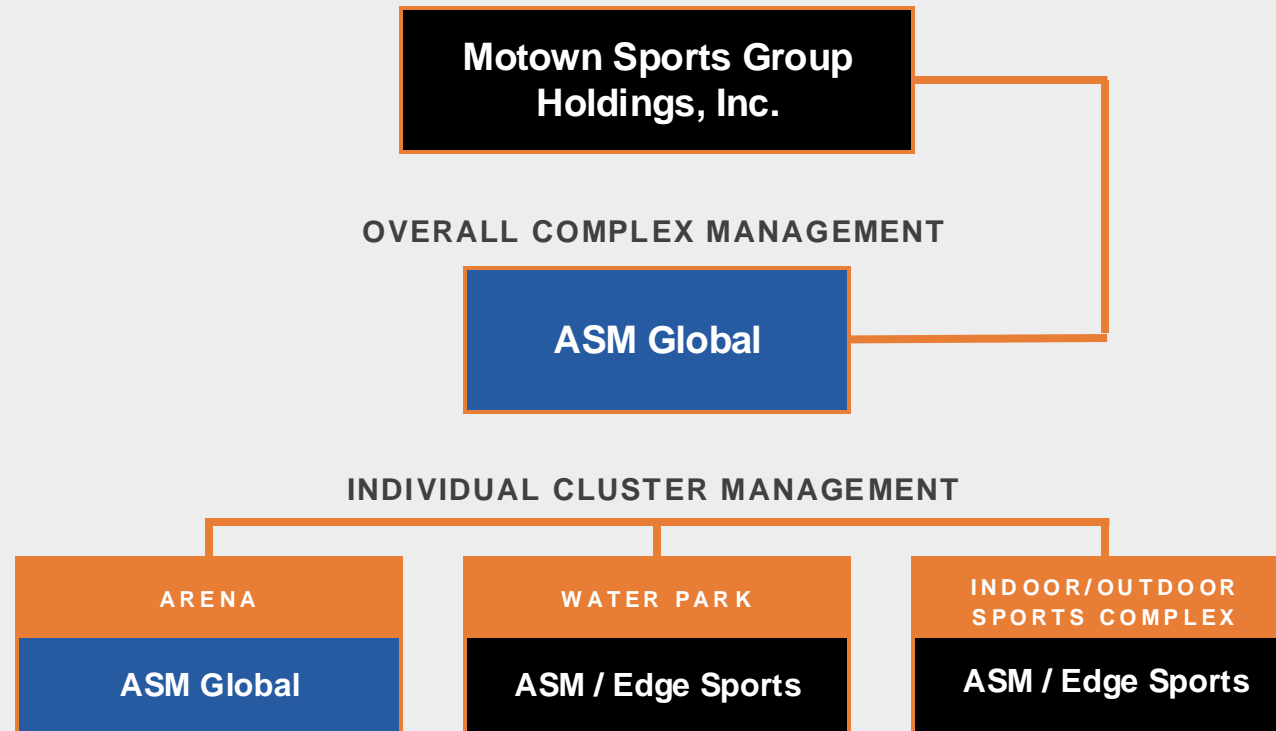 Motown Sports Group
Holdings, Inc.
OVERALL COMPLEX MANAGEMENT
ASM Global
INDIVIDUAL CLUSTER MANAGEMENT
ARENA
WATER PARK
INDOOR/OUTDOOR
SPORTS COMPLEX
ASM Global
ASM / Edge Sports
ASM / Edge Sports